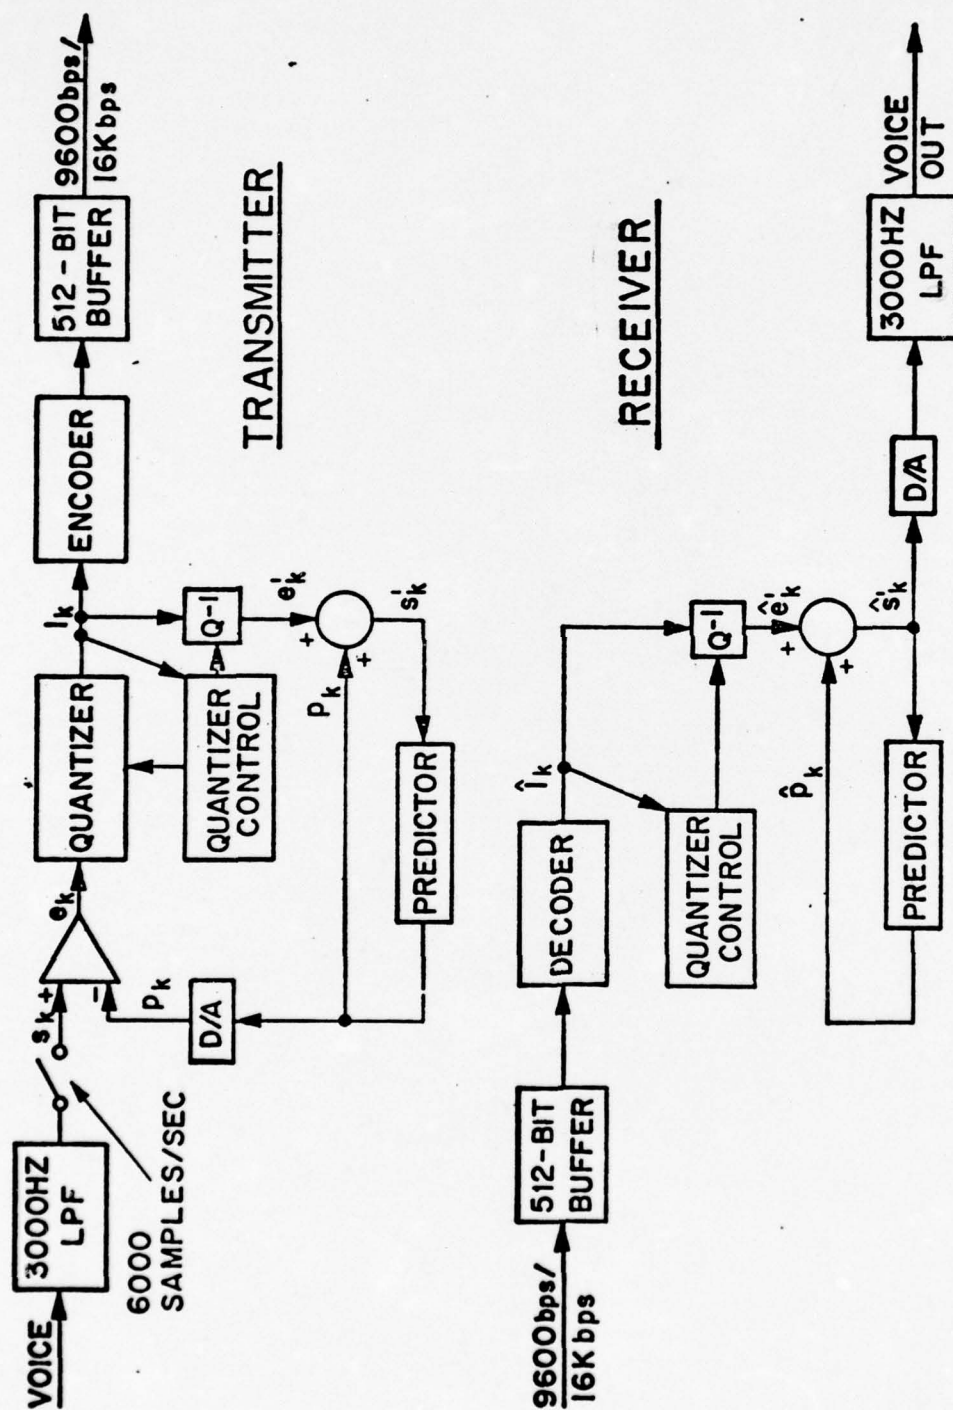 VOICE
3000HZ
LPF
6000
SAMPLES/SEC
s_k
+
-
e_k
p_k
D/A
QUANTIZER
QUANTIZER
CONTROL
I_k
Q-1
e'_k
+
+
p_k
s'_k
PREDICTOR
ENCODER
512-BIT
BUFFER
9600bps/
16Kbps
TRANSMITTER
9600bps/
16Kbps
512-BIT
BUFFER
DECODER
Î_k
QUANTIZER
CONTROL
Q-1
ê'_k
+
+
ŝ'_k
p̂_k
PREDICTOR
D/A
3000HZ
LPF
VOICE
OUT
RECEIVER